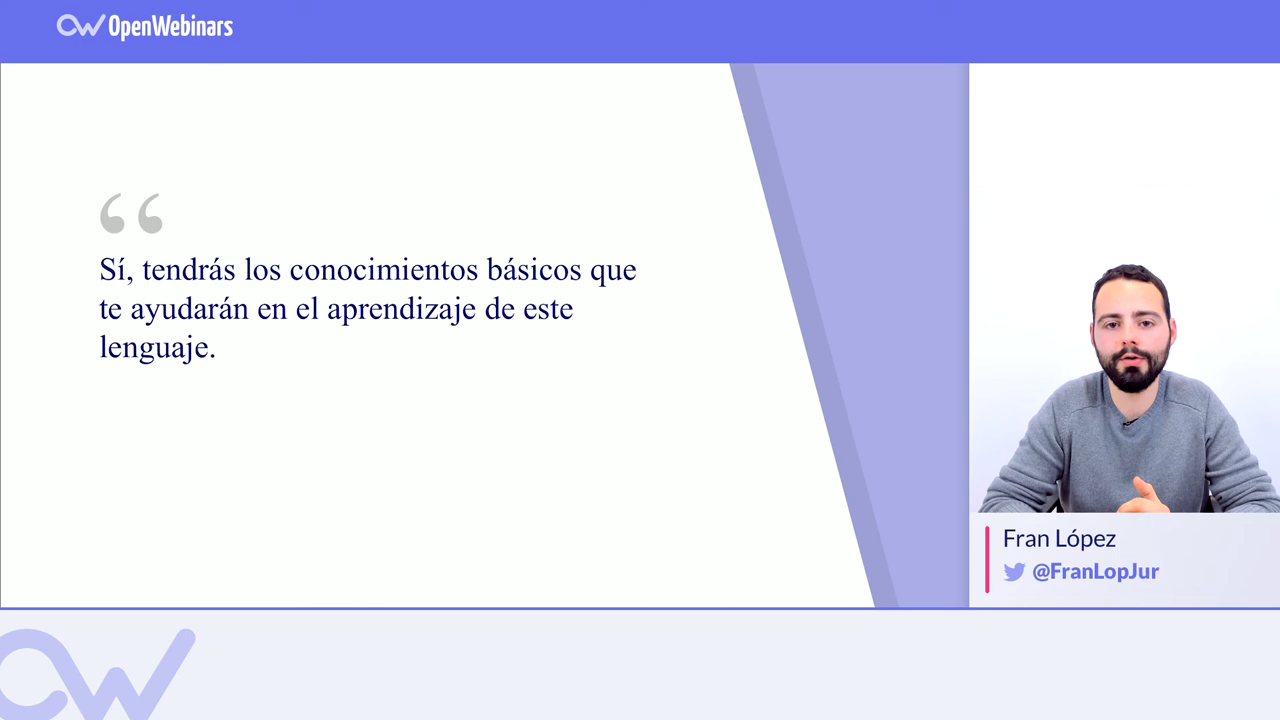 OpenWebinars
“
Sí, tendrás los conocimientos básicos que
te ayudarán en el aprendizaje de este
lenguaje.
Fran López
@FranLopJur